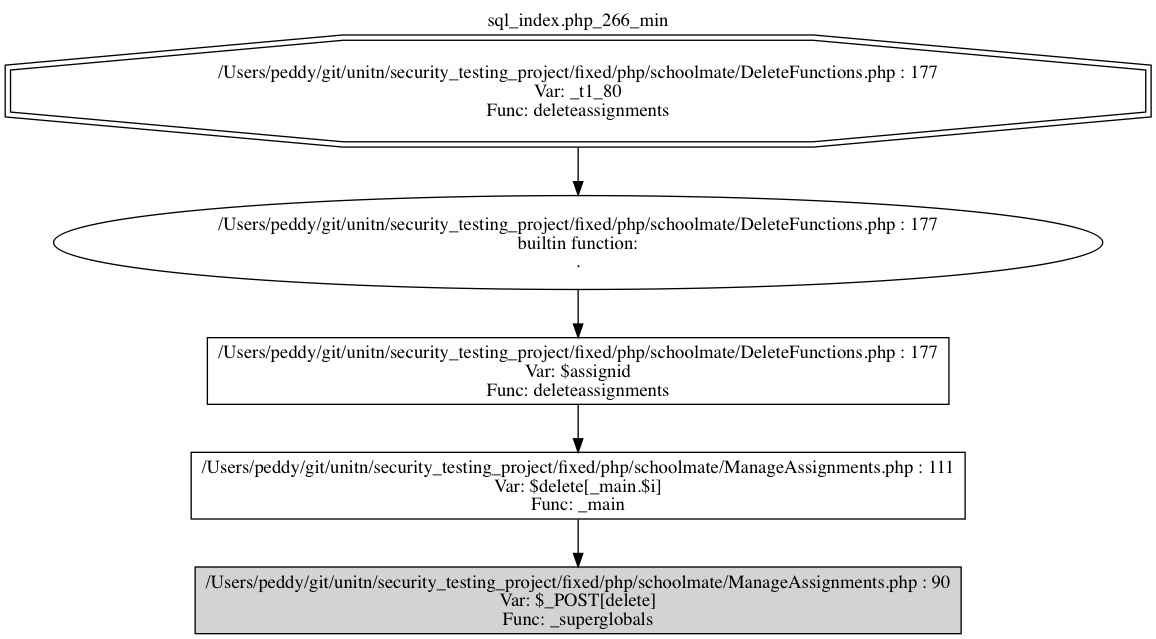 sql_index.php_266_min
/Users/peddy/git/unitn/security_testing_project/fixed/php/schoolmate/DeleteFunctions.php : 177
Var: _t1_80
Func: deleteassignments
/Users/peddy/git/unitn/security_testing_project/fixed/php/schoolmate/DeleteFunctions.php : 177
builtin function:
.
/Users/peddy/git/unitn/security_testing_project/fixed/php/schoolmate/DeleteFunctions.php : 177
Var: $assignid
Func: deleteassignments
/Users/peddy/git/unitn/security_testing_project/fixed/php/schoolmate/ManageAssignments.php : 111
Var: $delete[_main.$i]
Func: _main
/Users/peddy/git/unitn/security_testing_project/fixed/php/schoolmate/ManageAssignments.php : 90
Var: $_POST[delete]
Func: _superglobals